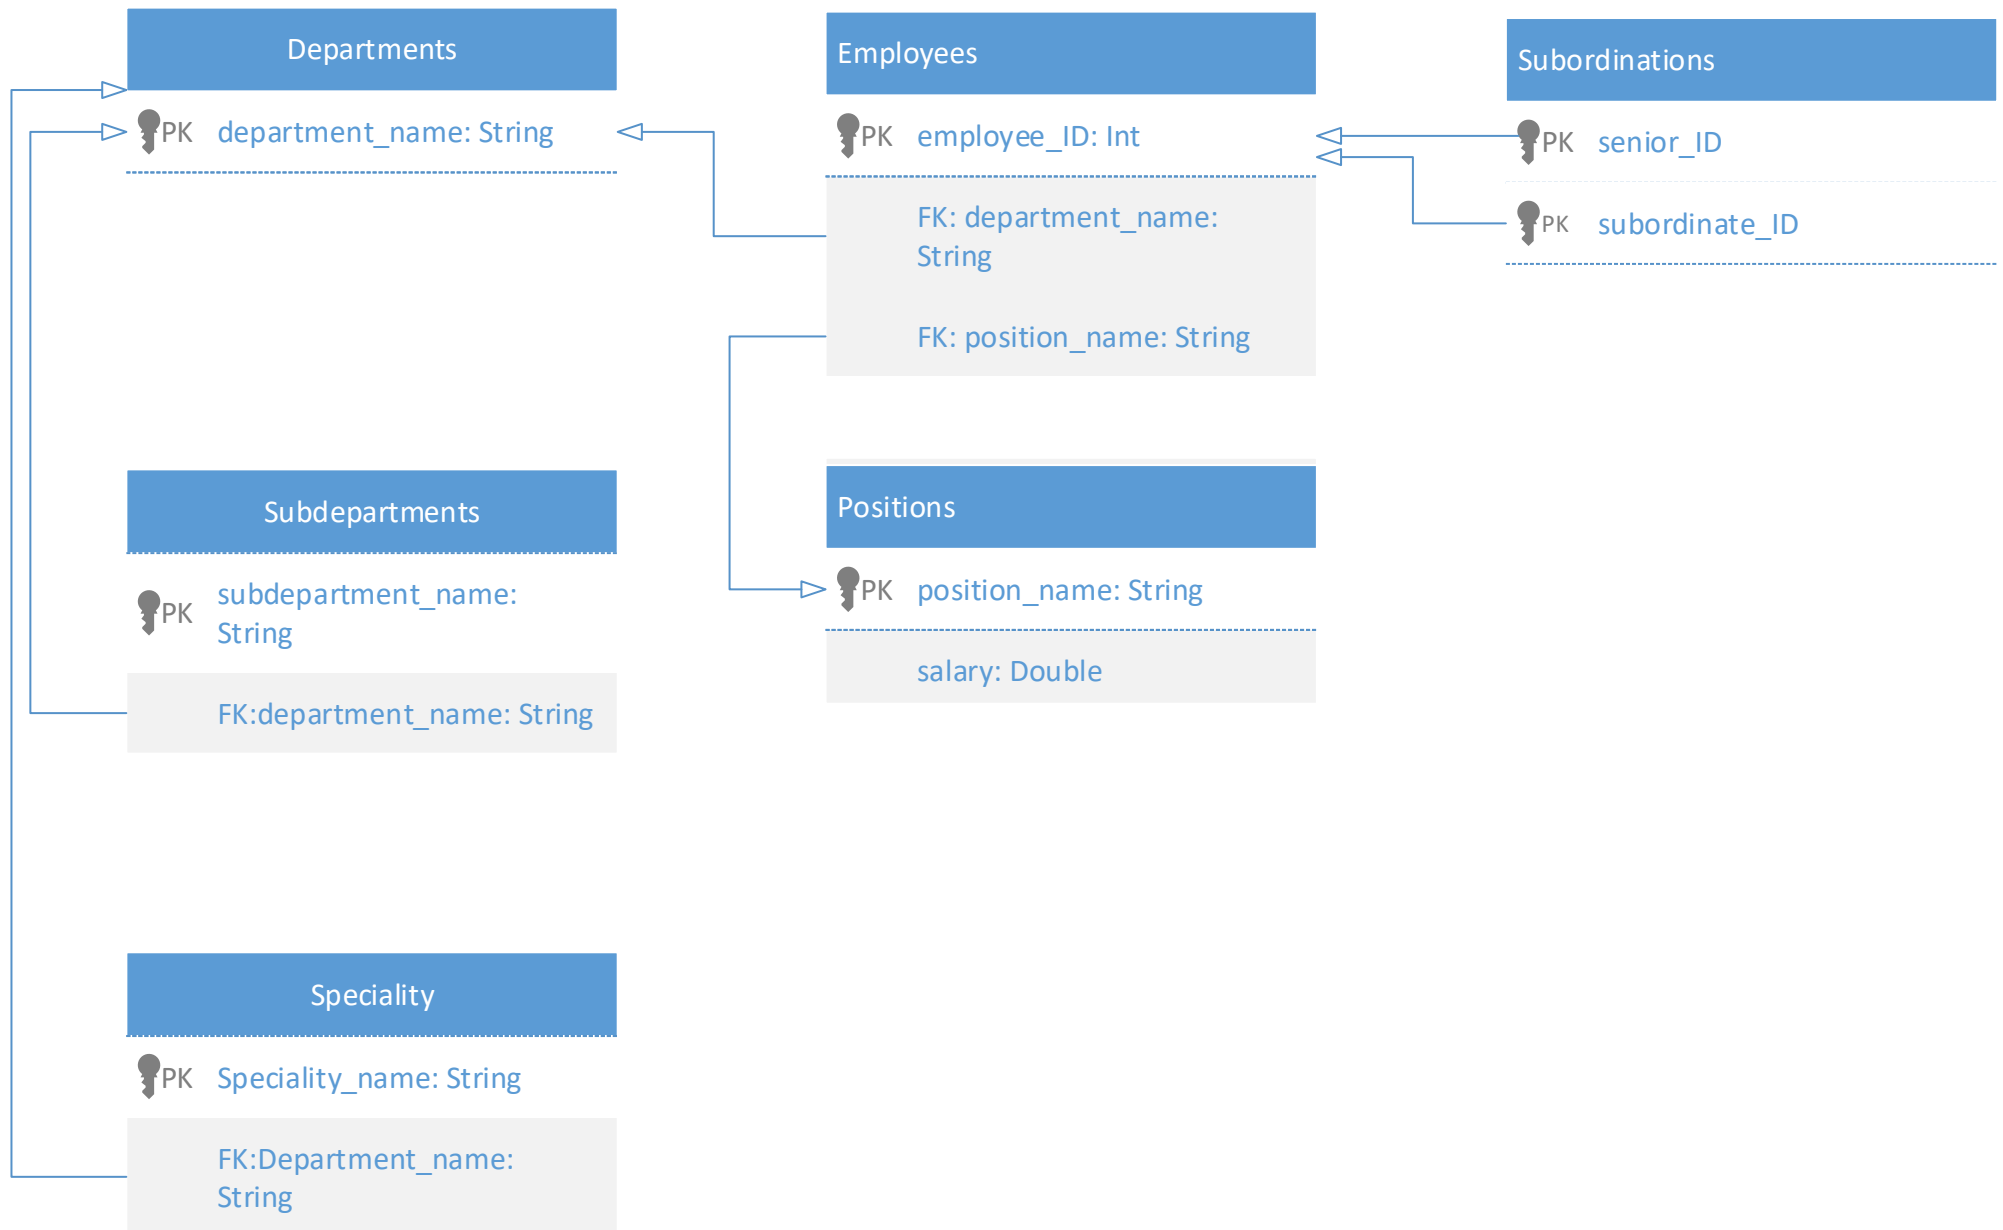 Departments
PK department_name: String
Employees
PK employee_ID: Int
FK: department_name:
String
FK: position_name: String
Subordinations
PK senior_ID
PK subordinate_ID
Subdepartments
PK subdepartment_name:
String
FK:department_name: String
Positions
PK position_name: String
salary: Double
Speciality
PK Speciality_name: String
FK:Department_name:
String